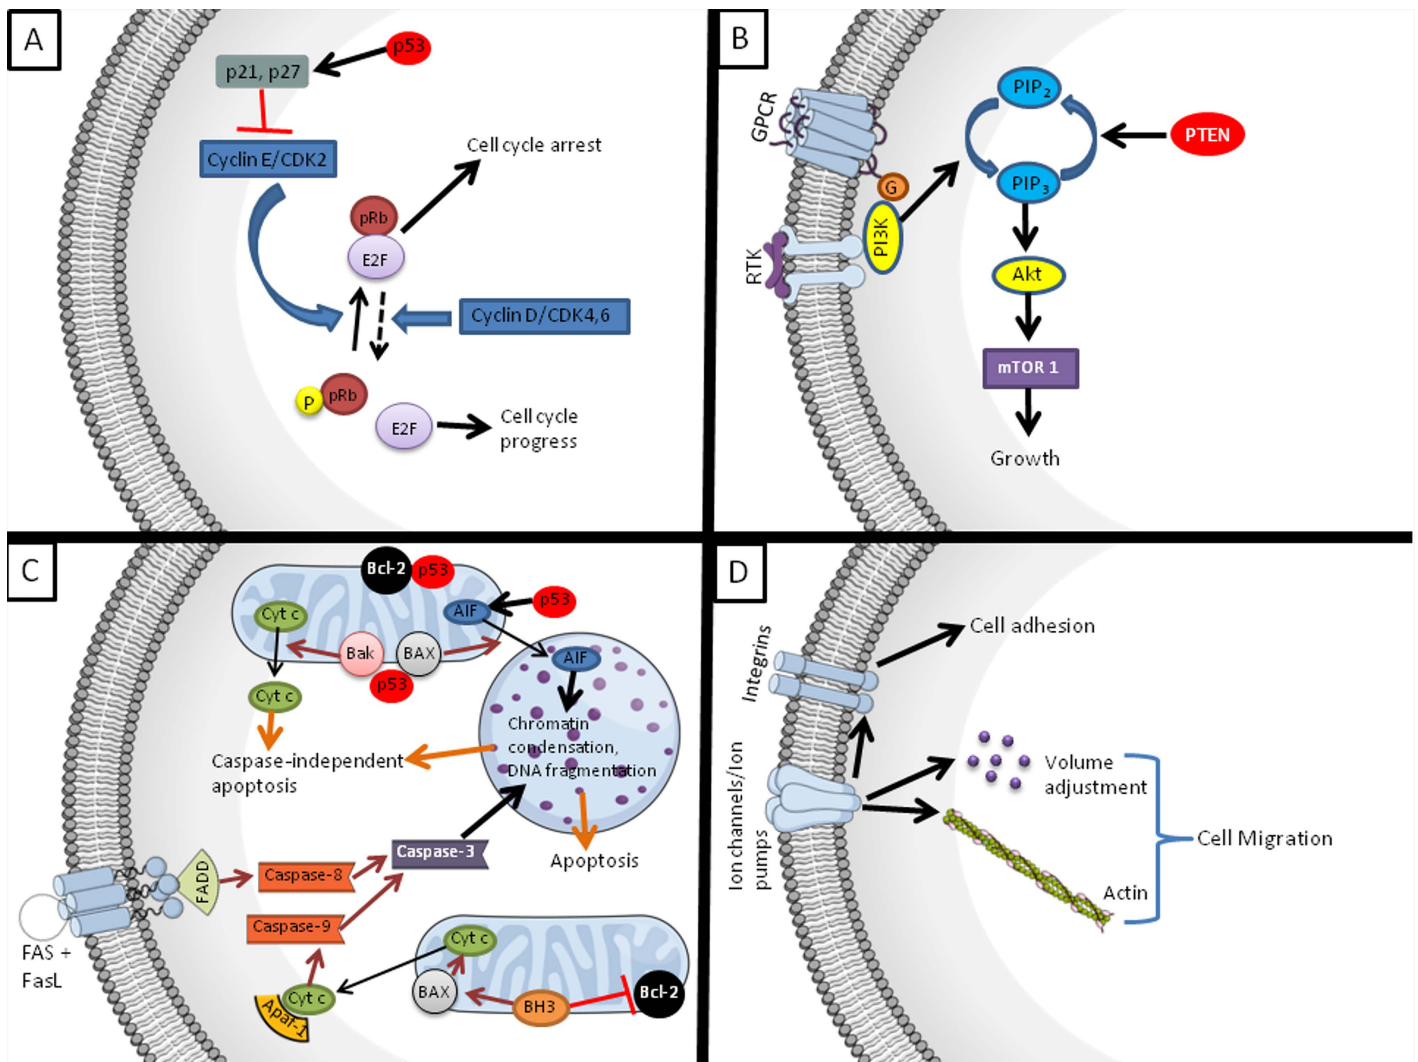 A
p53
p21, p27
Cyclin E/CDK2
Cell cycle arrest
pRb
E2F
Cyclin D/CDK4,6
P
pRb
E2F
Cell cycle
progress
B
GPCR
PIP2
PTEN
PIP3
G
PI3K
RTK
Akt
mTOR 1
Growth
C
Bcl-2
p53
Cyt c
AIF
p53
Bak
BAX
AIF
p53
Cyt c
Chromatin
condensation,
DNA fragmentation
Caspase-independent
apoptosis
Caspase-3
Apoptosis
FADD
Caspase-8
Caspase-9
FAS +
FasL
Cyt c
BAX
BH3
Bcl-2
Cyt c
Apaf-1
D
Integrins
Cell adhesion
Ion channels/Ion
pumps
Volume
adjustment
Cell Migration
Actin